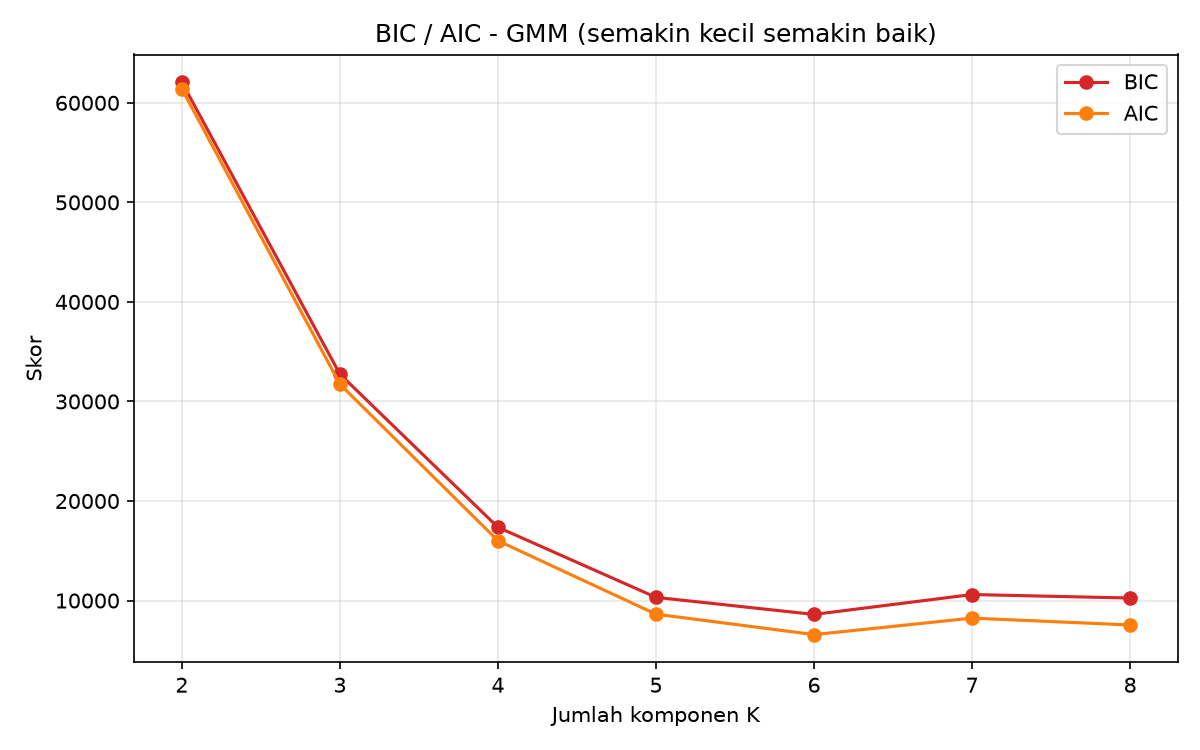 BIC / AIC - GMM (semakin kecil semakin baik)
BIC
AIC
Skor
60000
50000
40000
30000
20000
10000
2 3 4 5 6 7 8
Jumlah komponen K